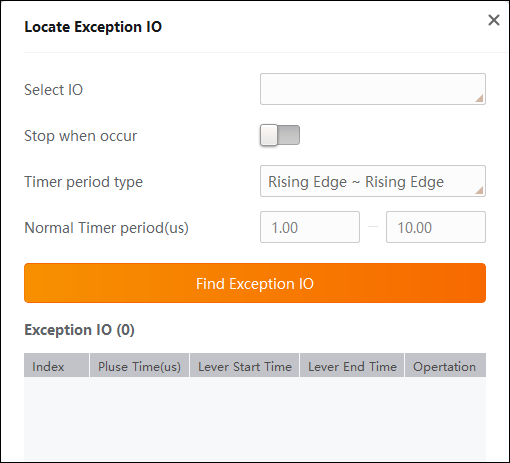 Locate Exception IO
Select IO
Stop when occur
Timer period type Rising Edge ~ Rising Edge
Normal Timer period(us) 1.00 — 10.00
Find Exception IO
Exception IO (0)
Index Pluse Time(us) Lever Start Time Lever End Time Opertation